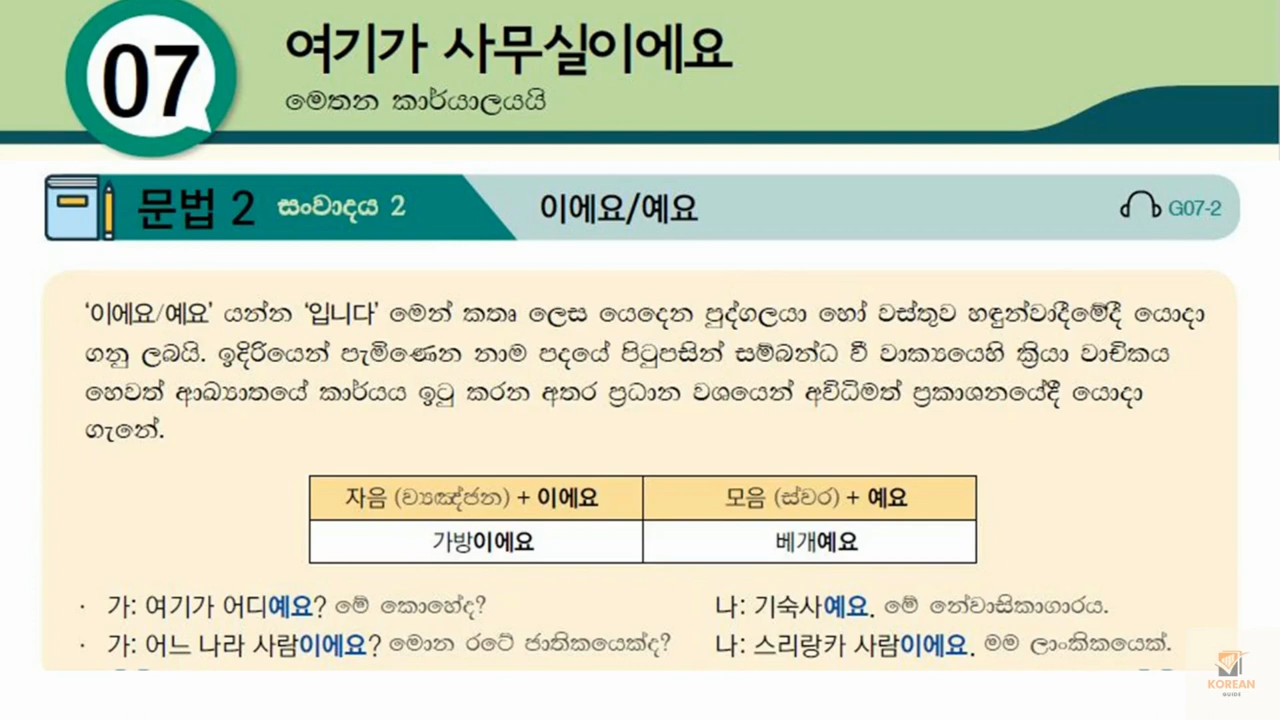 07
여기가 사무실이에요
මෙතන කාර්යාලයයි
문법 2 සංවාදය 2 이에요/예요 G07-2
‘이에요/예요’ යන්න ‘입니다’ මෙන් කතෘ ලෙස යෙදෙන පුද්ගලයා හෝ වස්තුව හඳුන්වාදීමේදී යොදා
ගනු ලබයි. ඉදිරියෙන් පැමිණෙන නාම පදයේ පිටුපසින් සම්බන්ධ වී වාක්‍යයෙහි ක්‍රියා වාචිකය
හෙවත් ආඛ්‍යාතයේ කාර්යය ඉටු කරන අතර ප්‍රධාන වශයෙන් අවිධිමත් ප්‍රකාශනයේදී යොදා
ගැනේ.
자음 (ව්‍යඤ්ජන) + 이에요 모음 (ස්වර) + 예요
가방이에요 베개예요
· 가: 여기가 어디예요? මේ කොහේද? 나: 기숙사예요. මේ නේවාසිකාගාරය.
· 가: 어느 나라 사람이에요? මොන රටේ ජාතිකයෙක්ද? 나: 스리랑카 사람이에요. මම ලාංකිකයෙක්.
KOREAN
GUIDE